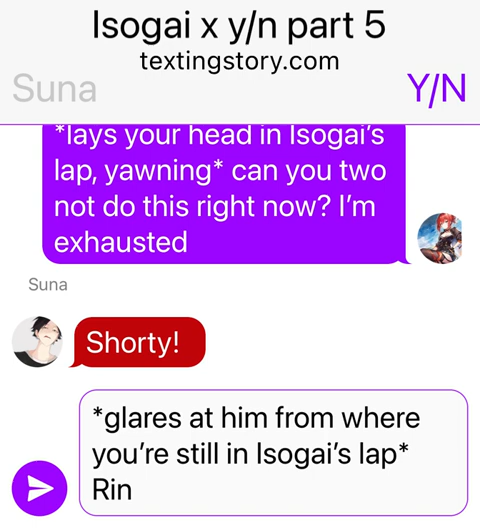 Isogai x y/n part 5
textingstory.com
Suna
Y/N
*lays your head in Isogai’s
lap, yawning* can you two
not do this right now? I’m
exhausted
Suna
Shorty!
*glares at him from where
you’re still in Isogai’s lap*
Rin